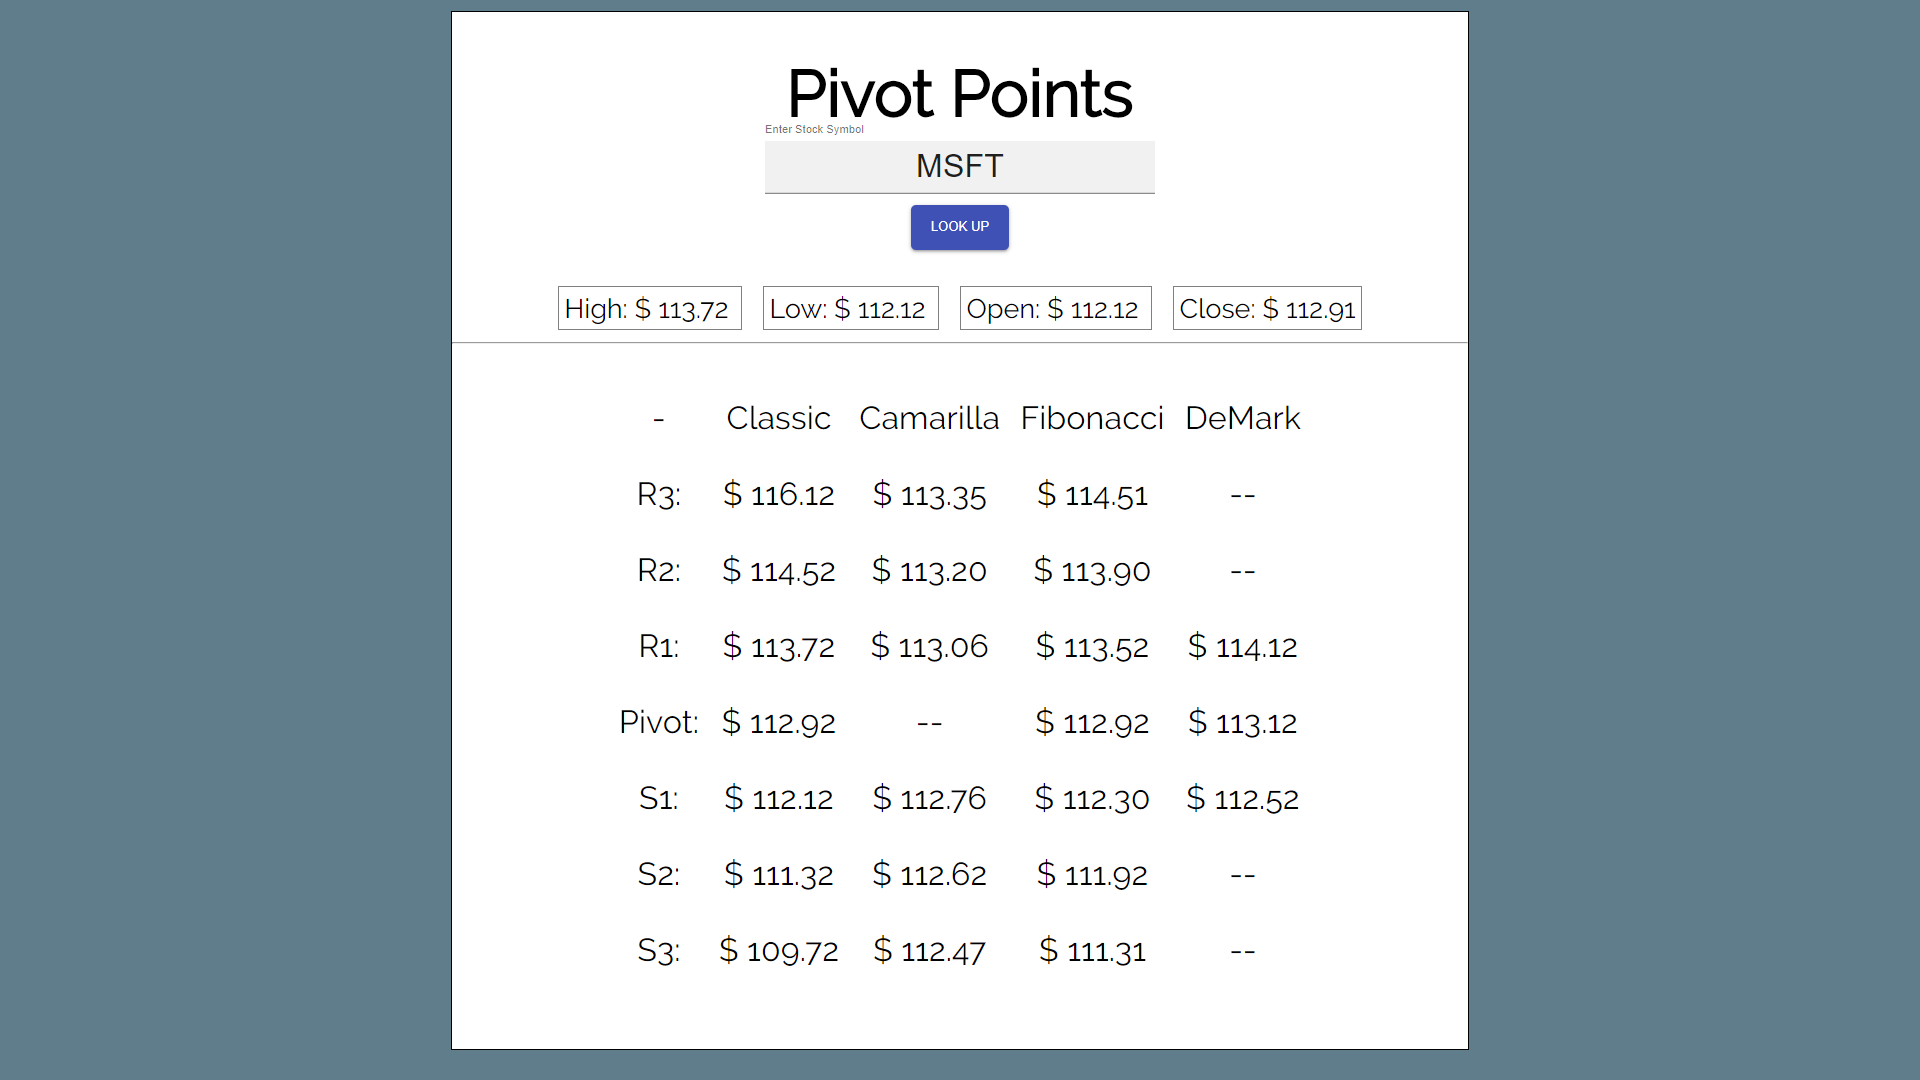 Pivot Points
Enter Stock Symbol
MSFT
LOOK UP
High: $ 113.72 Low: $ 112.12 Open: $ 112.12 Close: $ 112.91
- Classic Camarilla Fibonacci DeMark
R3: $ 116.12 $ 113.35 $ 114.51 --
R2: $ 114.52 $ 113.20 $ 113.90 --
R1: $ 113.72 $ 113.06 $ 113.52 $ 114.12
Pivot: $ 112.92 -- $ 112.92 $ 113.12
S1: $ 112.12 $ 112.76 $ 112.30 $ 112.52
S2: $ 111.32 $ 112.62 $ 111.92 --
S3: $ 109.72 $ 112.47 $ 111.31 --